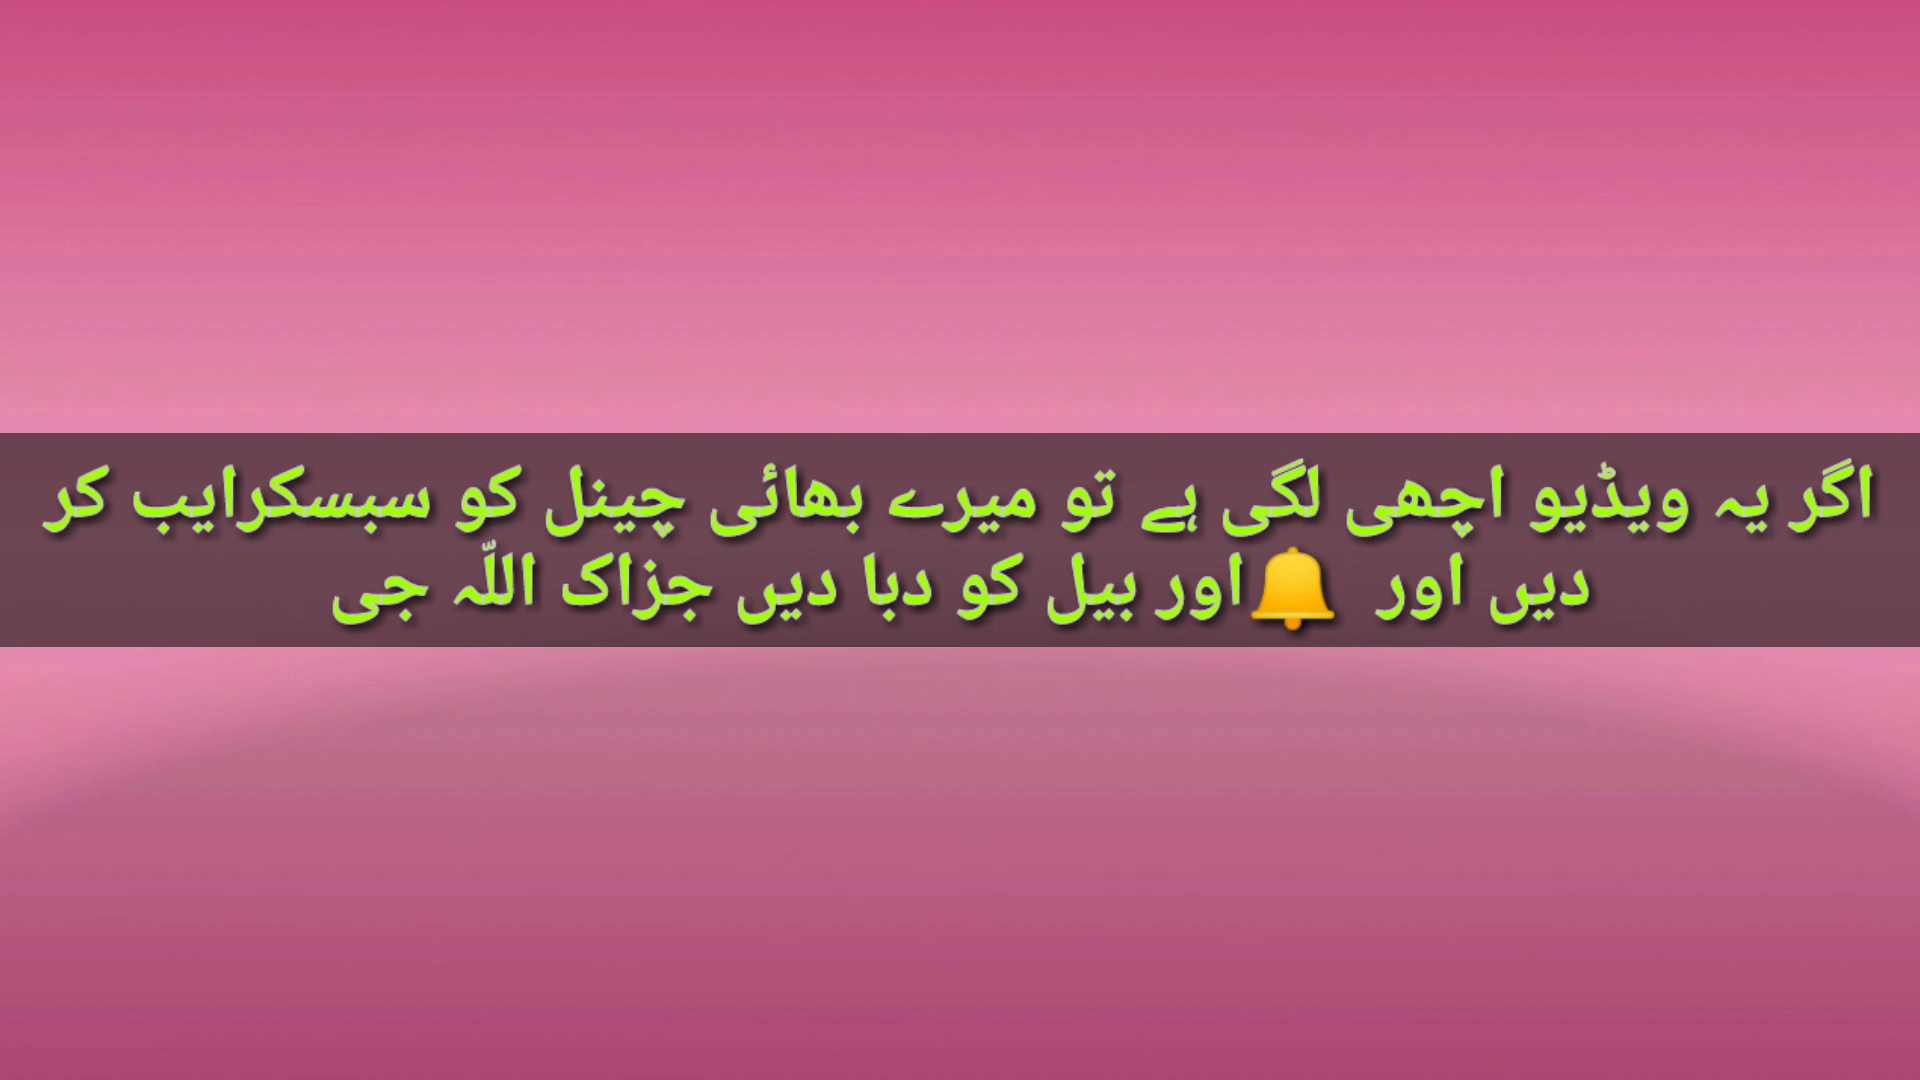 اگر یہ ویڈیو اچھی لگی ہے تو میرے بھائی چینل کو سبسکرایب کر
دیں اور 🔔اور بیل کو دبا دیں جزاک اللّہ جی